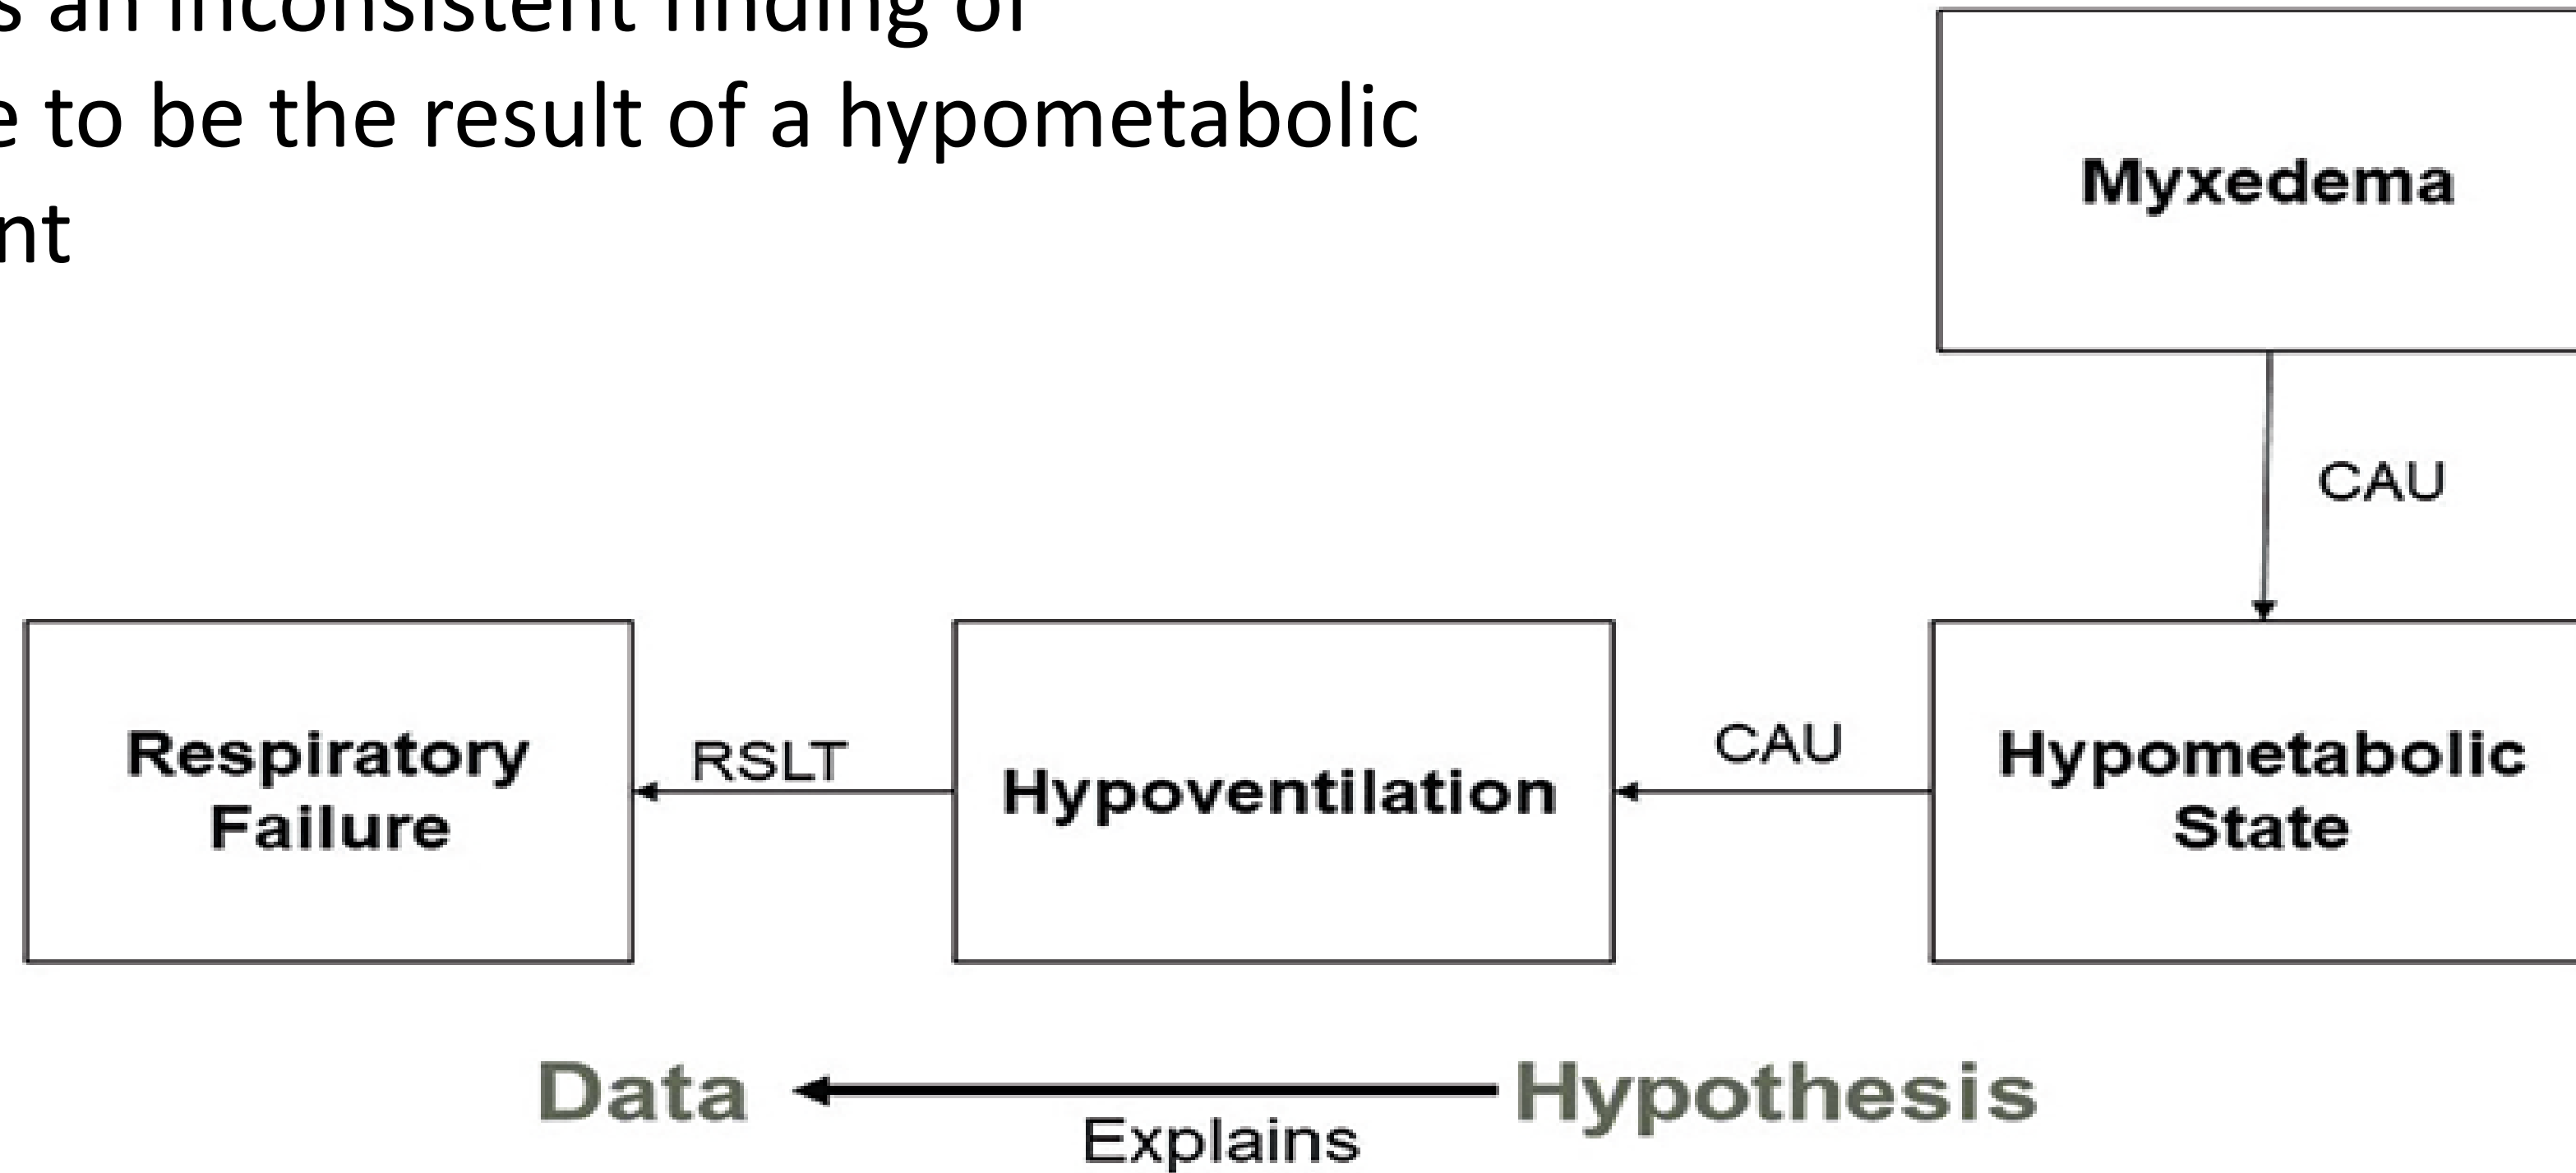 s an inconsistent finding of
e to be the result of a hypometabolic
nt
Myxedema
CAU
Respiratory
Failure
RSLT
Hypoventilation
CAU
Hypometabolic
State
Data
Explains
Hypothesis